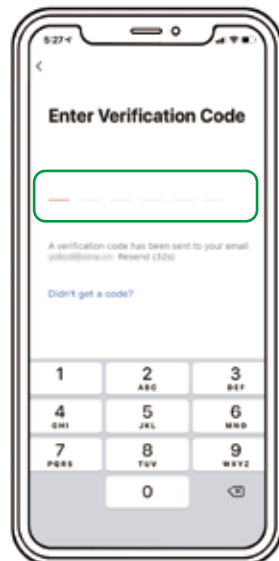 5:27
Enter Verification Code
A verification code has been sent to your email
Resend (32s)
Didn't get a code?
1
2
ABC
3
DEF
4
GHI
5
JKL
6
MNO
7
PQRS
8
TUV
9
WXYZ
0